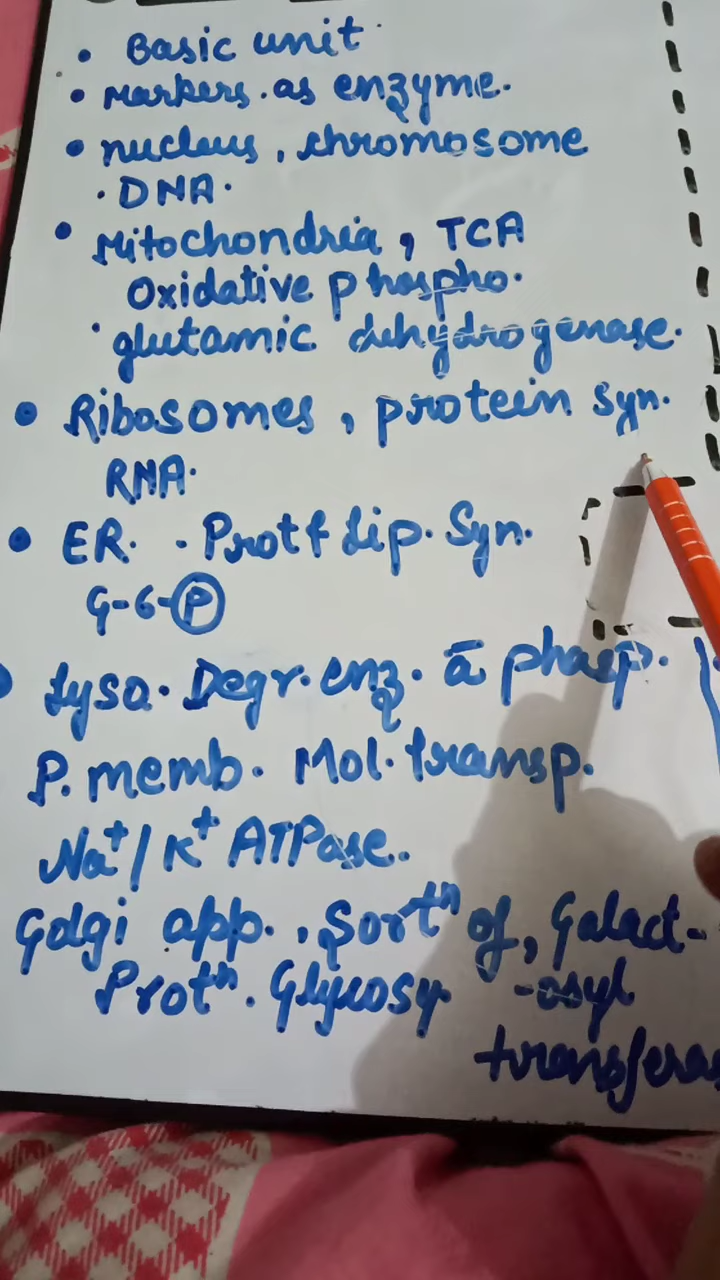 • Basic unit
• Markers. as enzyme.
• nucleus, chromosome
• DNA.
• Mitochondria, TCA
Oxidative phospho.
• glutamic dehydrogenase.
• Ribosomes, protein syn.
RNA.
• ER. - Prot & Lip. Syn.
G-6-P
Lyso. Degr. enz. ā phosp.
P. memb. Mol. transp.
Na⁺/K⁺ ATPase.
Golgi app., Sortⁿ of, Galact-
Protⁿ. Glycosy -osyl
transferas